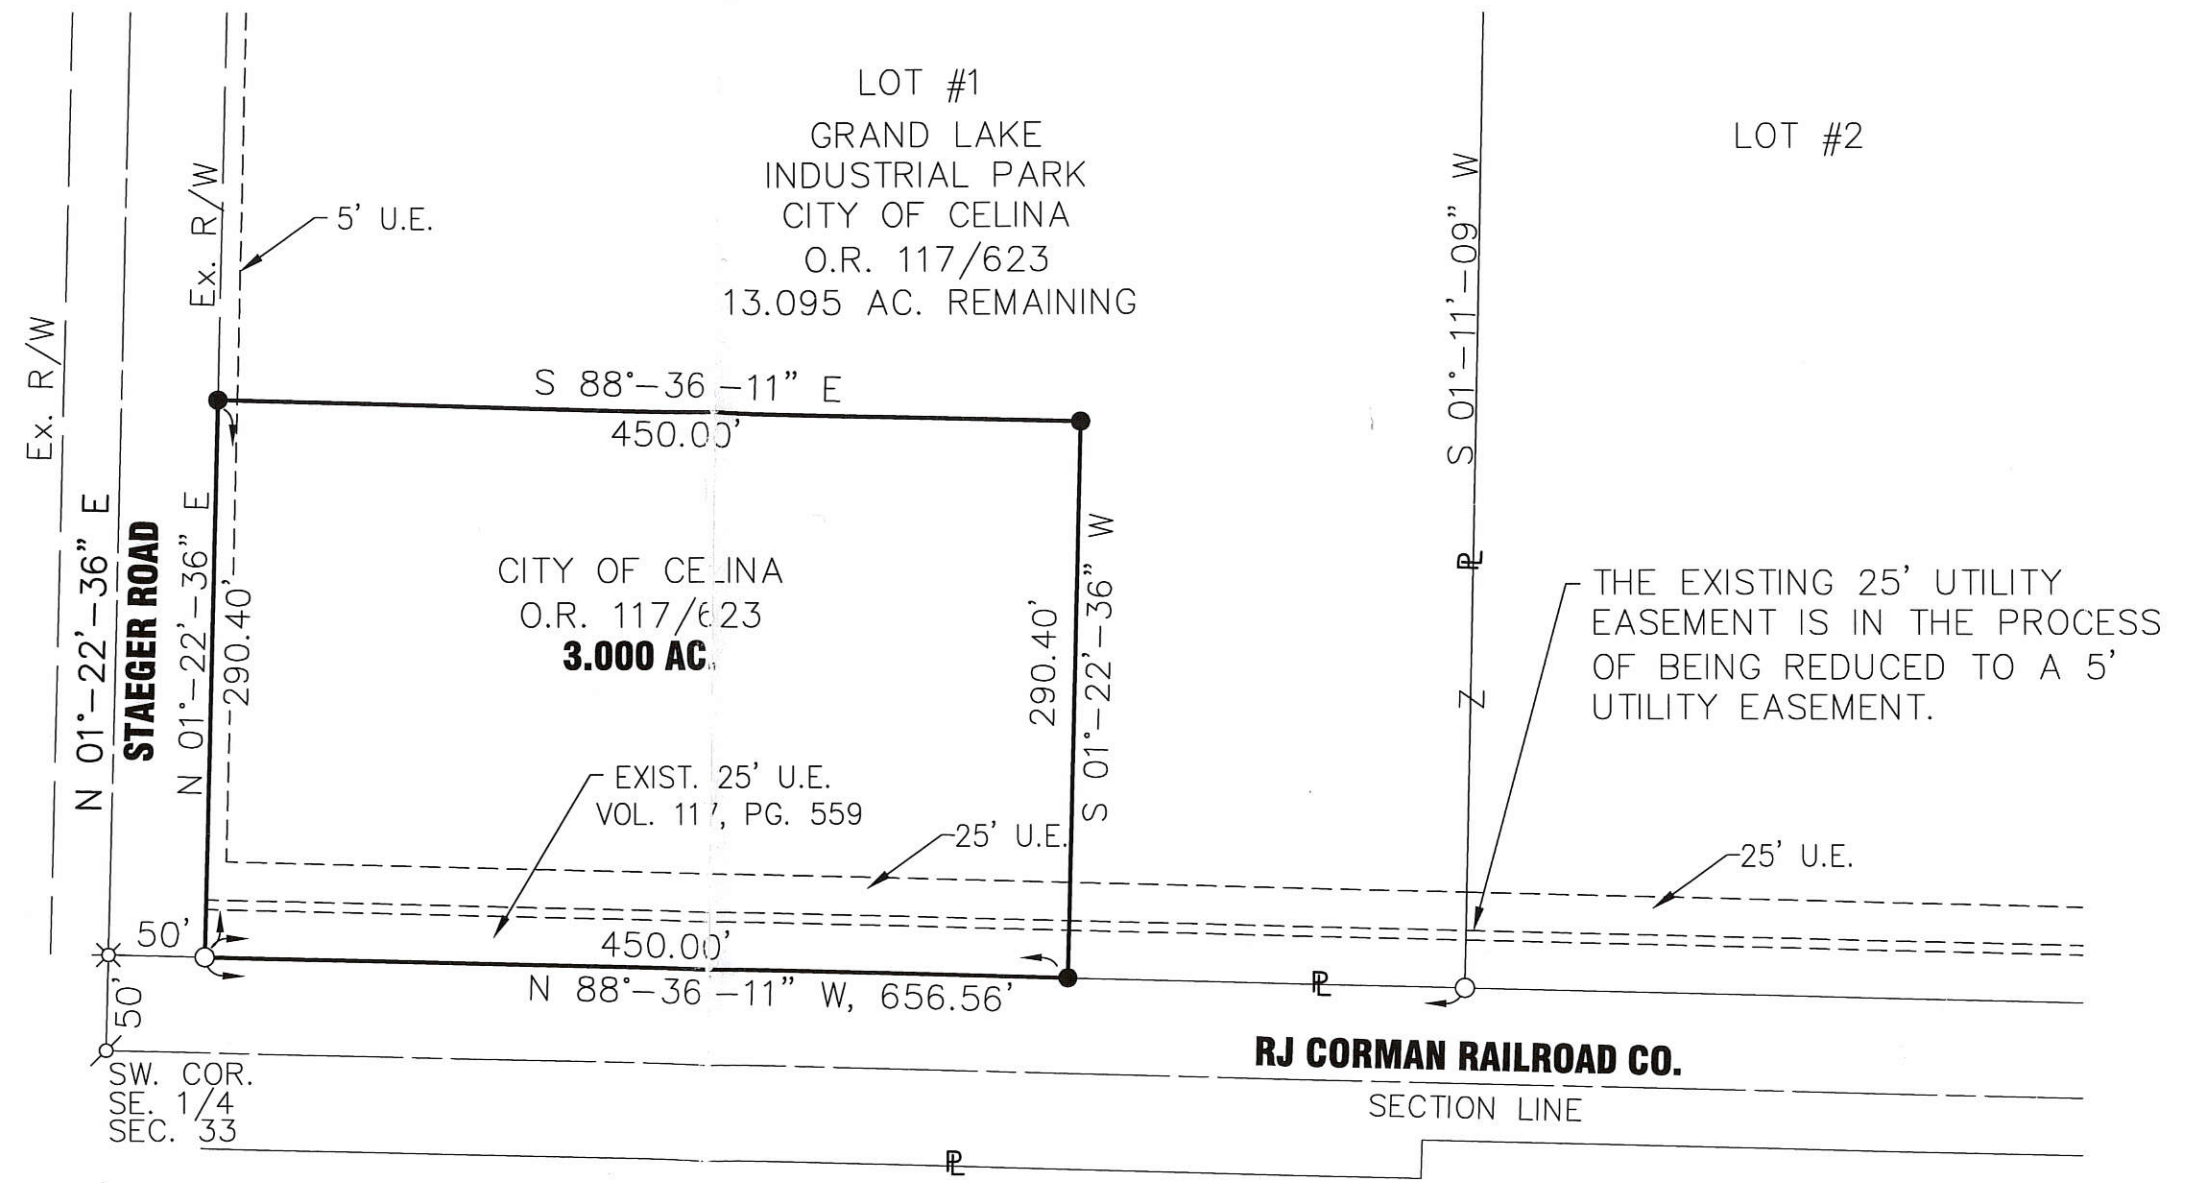 LOT #1
GRAND LAKE
INDUSTRIAL PARK
CITY OF CELINA
O.R. 117/623
13.095 AC. REMAINING
LOT #2
Ex. R/W
Ex. R/W
5' U.E.
S 01°-11'-09" W
S 88°-36 -11" E
450.00'
N 01°-22'-36" E
STAEGER ROAD
N 01°-22'-36" E
290.40'
CITY OF CELINA
O.R. 117/623
3.000 AC.
290.40'
S 01°-22'-36" W
PL
Z
THE EXISTING 25' UTILITY
EASEMENT IS IN THE PROCESS
OF BEING REDUCED TO A 5'
UTILITY EASEMENT.
EXIST. 25' U.E.
VOL. 117, PG. 559
25' U.E.
25' U.E.
50'
450.00'
N 88°-36 -11" W, 656.56'
PL
50'
RJ CORMAN RAILROAD CO.
SW. COR.
SE. 1/4
SEC. 33
SECTION LINE
PL